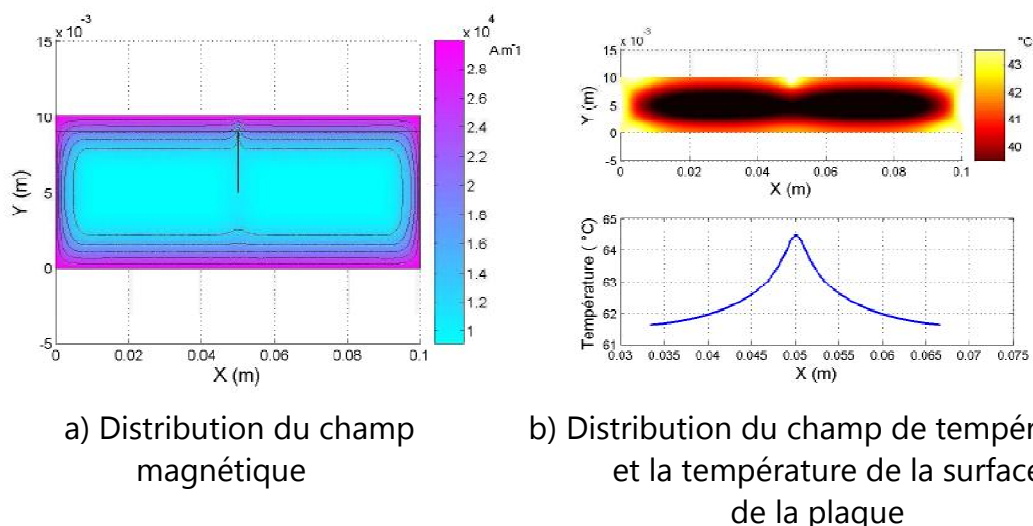 x 10⁻³
x 10⁴
A m⁻¹
15
10
5
0
-5
Y (m)
0 0.02 0.04 0.06 0.08 0.1
X (m)
2.8
2.6
2.4
2.2
2
1.8
1.6
1.4
1.2
1
x 10⁻³
°C
15
10
5
0
-5
Y (m)
0 0.02 0.04 0.06 0.08 0.1
X (m)
43
42
41
40
65
64
63
62
61
Température ( °C)
0.03 0.035 0.04 0.045 0.05 0.055 0.06 0.065 0.07 0.075
X (m)
a) Distribution du champ
magnétique
b) Distribution du champ de tempér
et la température de la surface
de la plaque